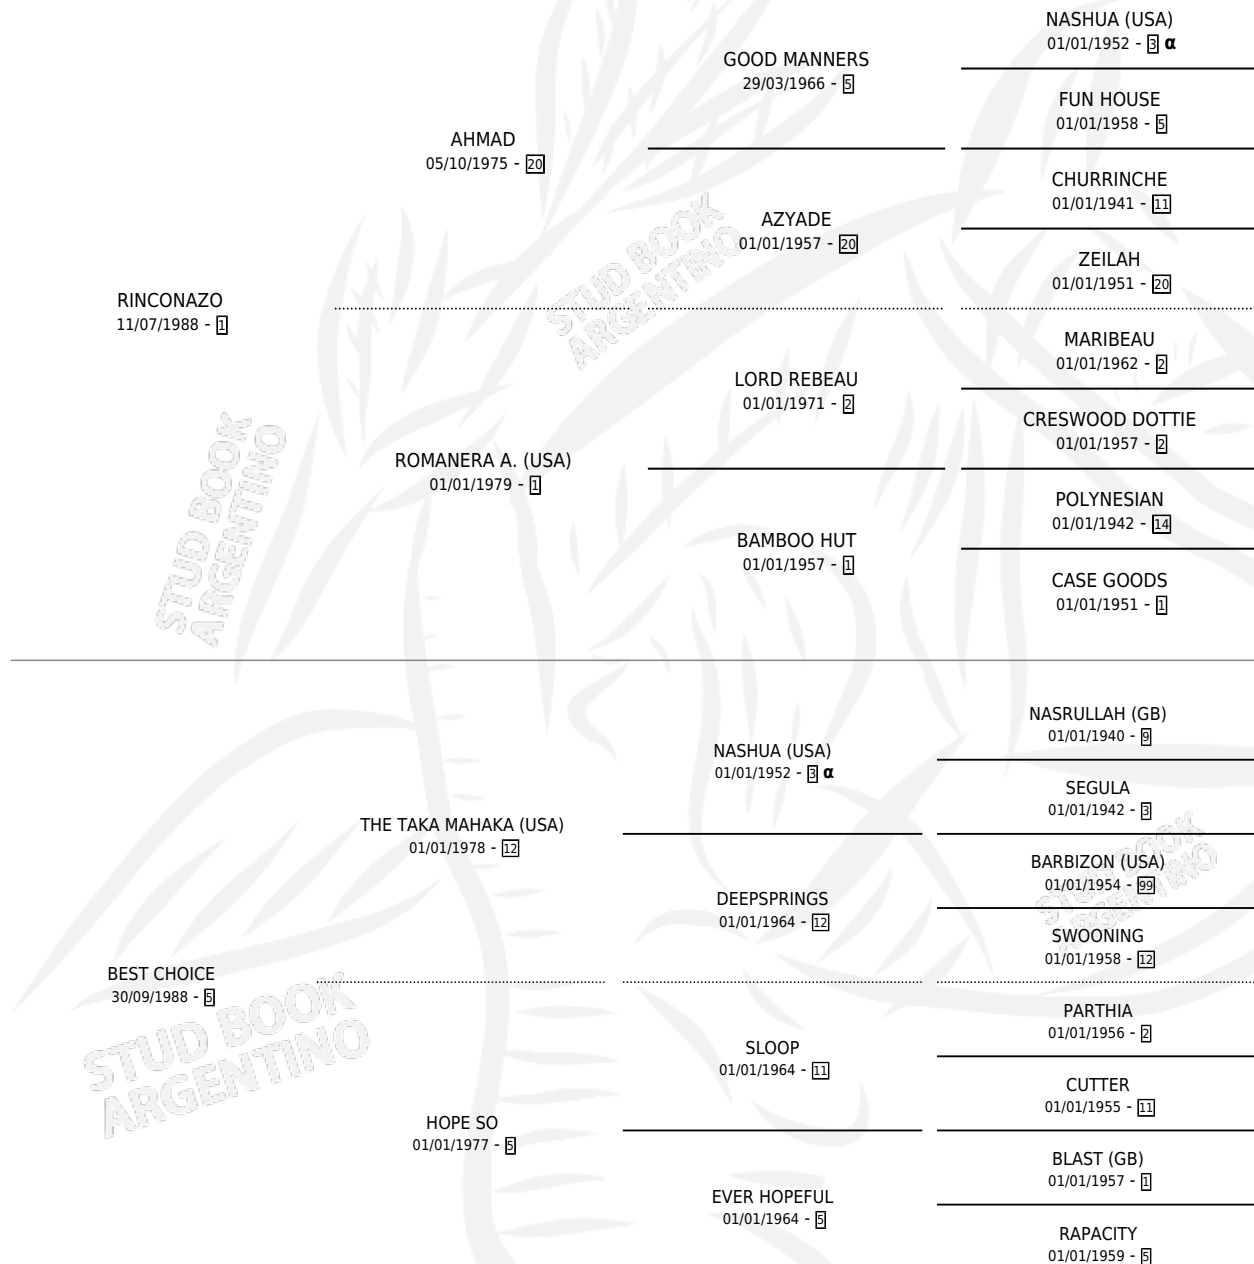 NASHUA (USA)
01/01/1952 - 3 α
GOOD MANNERS
29/03/1966 - 5
FUN HOUSE
01/01/1958 - 5
AHMAD
05/10/1975 - 20
CHURRINCHE
01/01/1941 - 11
AZYADE
01/01/1957 - 20
ZEILAH
01/01/1951 - 20
STUD BOOK
ARGENTINO
RINCONAZO
11/07/1988 - 1
MARIBEAU
01/01/1962 - 2
LORD REBEAU
01/01/1971 - 2
CRESWOOD DOTTIE
01/01/1957 - 2
ROMANERA A. (USA)
01/01/1979 - 1
POLYNESIAN
01/01/1942 - 14
BAMBOO HUT
01/01/1957 - 1
CASE GOODS
01/01/1951 - 1
STUD BOOK
ARGENTINO
NASRULLAH (GB)
01/01/1940 - 9
NASHUA (USA)
01/01/1952 - 3 α
SEGULA
01/01/1942 - 3
THE TAKA MAHAKA (USA)
01/01/1978 - 12
BARBIZON (USA)
01/01/1954 - 99
STUD BOOK
ARGENTINO
DEEPSPRINGS
01/01/1964 - 12
SWOONING
01/01/1958 - 12
BEST CHOICE
30/09/1988 - 5
STUD BOOK
ARGENTINO
PARTHIA
01/01/1956 - 2
SLOOP
01/01/1964 - 11
CUTTER
01/01/1955 - 11
HOPE SO
01/01/1977 - 5
BLAST (GB)
01/01/1957 - 1
EVER HOPEFUL
01/01/1964 - 5
RAPACITY
01/01/1959 - 5